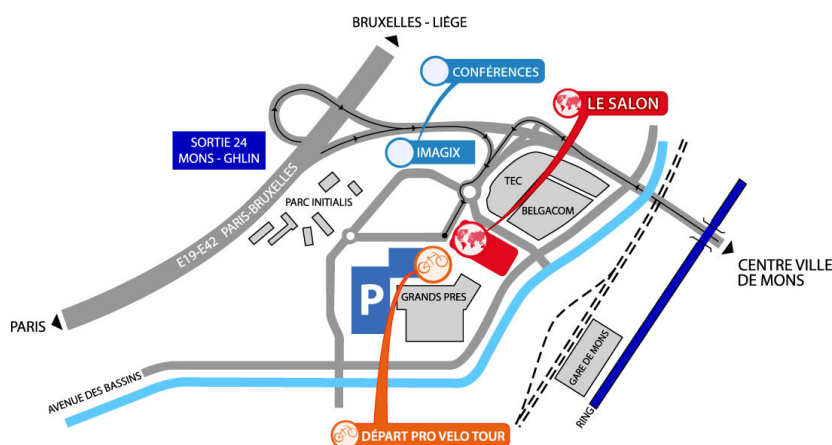 BRUXELLES - LIÈGE
CONFÉRENCES
LE SALON
SORTIE 24
MONS - GHLIN
IMAGIX
TEC
BELGACOM
PARC INITIALIS
E19-E42 PARIS-BRUXELLES
CENTRE VILLE
DE MONS
P
GRANDS PRES
PARIS
GARE DE MONS
AVENUE DES BASSINS
RING
DÉPART PRO VELO TOUR